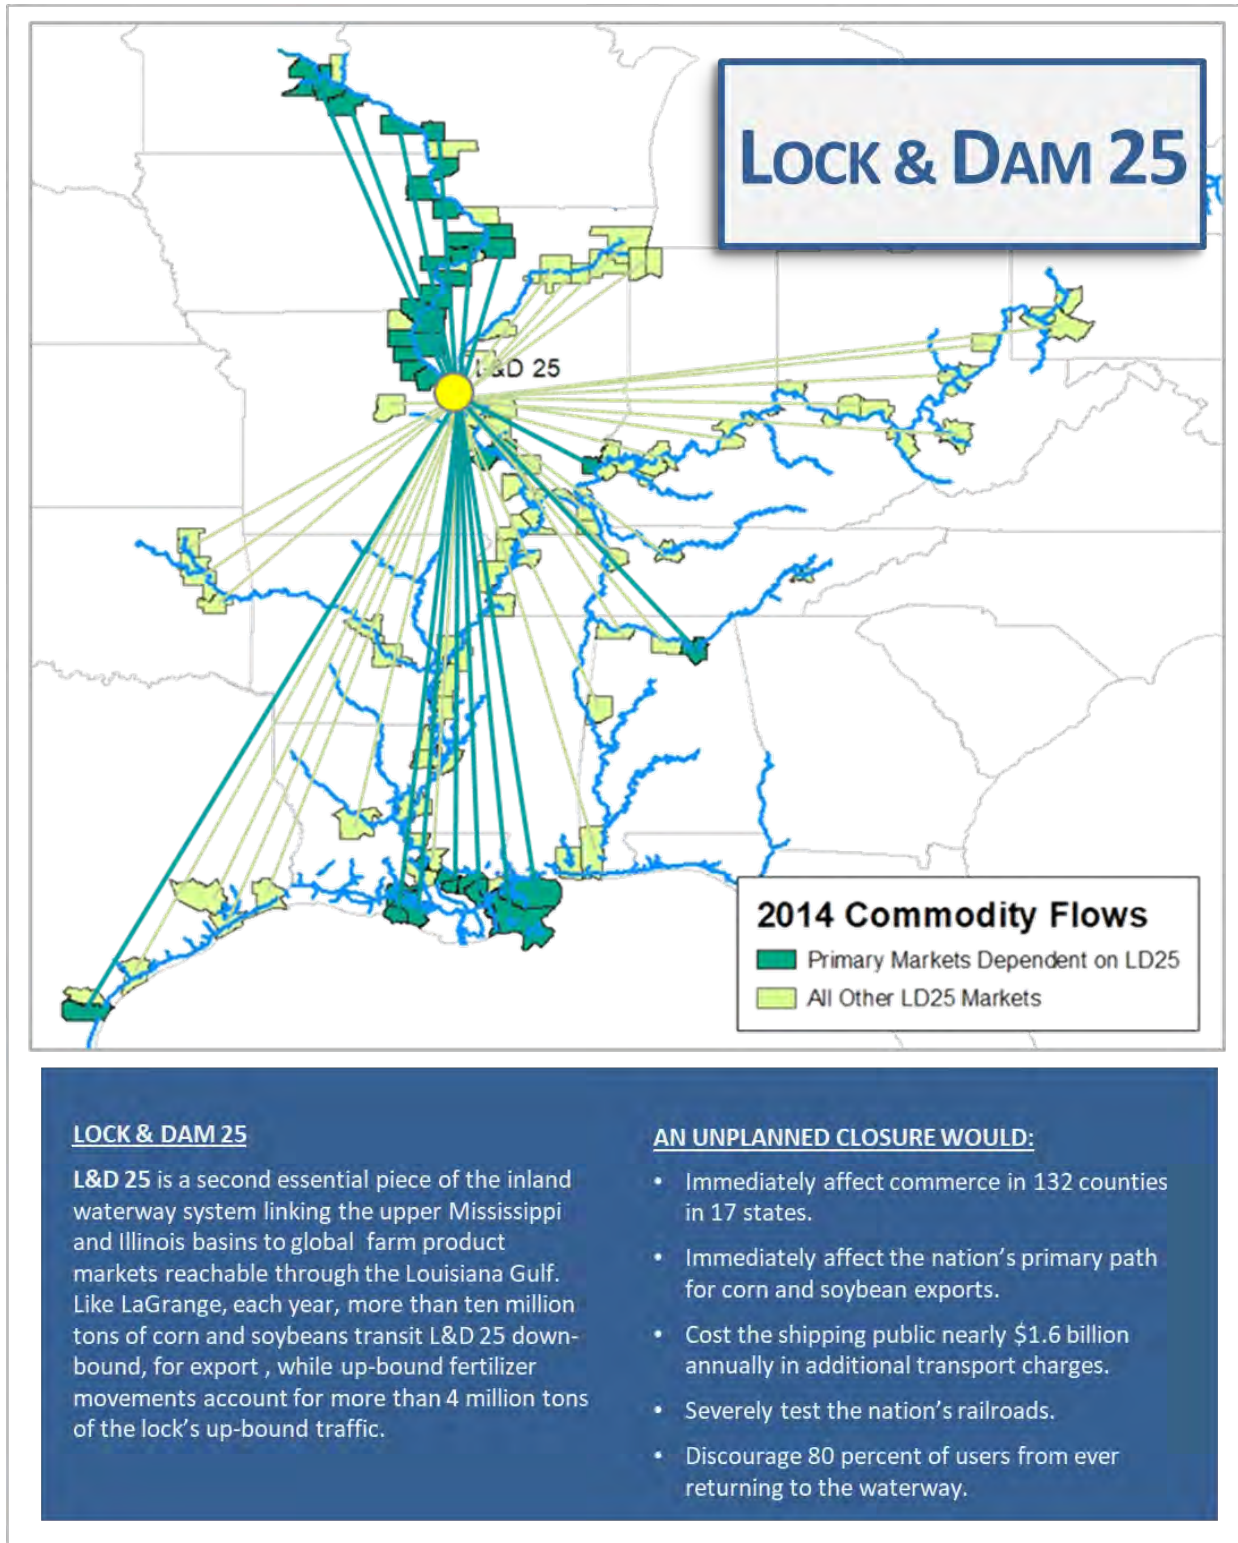 LOCK & DAM 25
L&D 25
2014 Commodity Flows
Primary Markets Dependent on LD25
All Other LD25 Markets
LOCK & DAM 25
L&D 25 is a second essential piece of the inland
waterway system linking the upper Mississippi
and Illinois basins to global farm product
markets reachable through the Louisiana Gulf.
Like LaGrange, each year, more than ten million
tons of corn and soybeans transit L&D 25 down-
bound, for export , while up-bound fertilizer
movements account for more than 4 million tons
of the lock's up-bound traffic.
AN UNPLANNED CLOSURE WOULD:
• Immediately affect commerce in 132 counties
in 17 states.
• Immediately affect the nation's primary path
for corn and soybean exports.
• Cost the shipping public nearly $1.6 billion
annually in additional transport charges.
• Severely test the nation's railroads.
• Discourage 80 percent of users from ever
returning to the waterway.